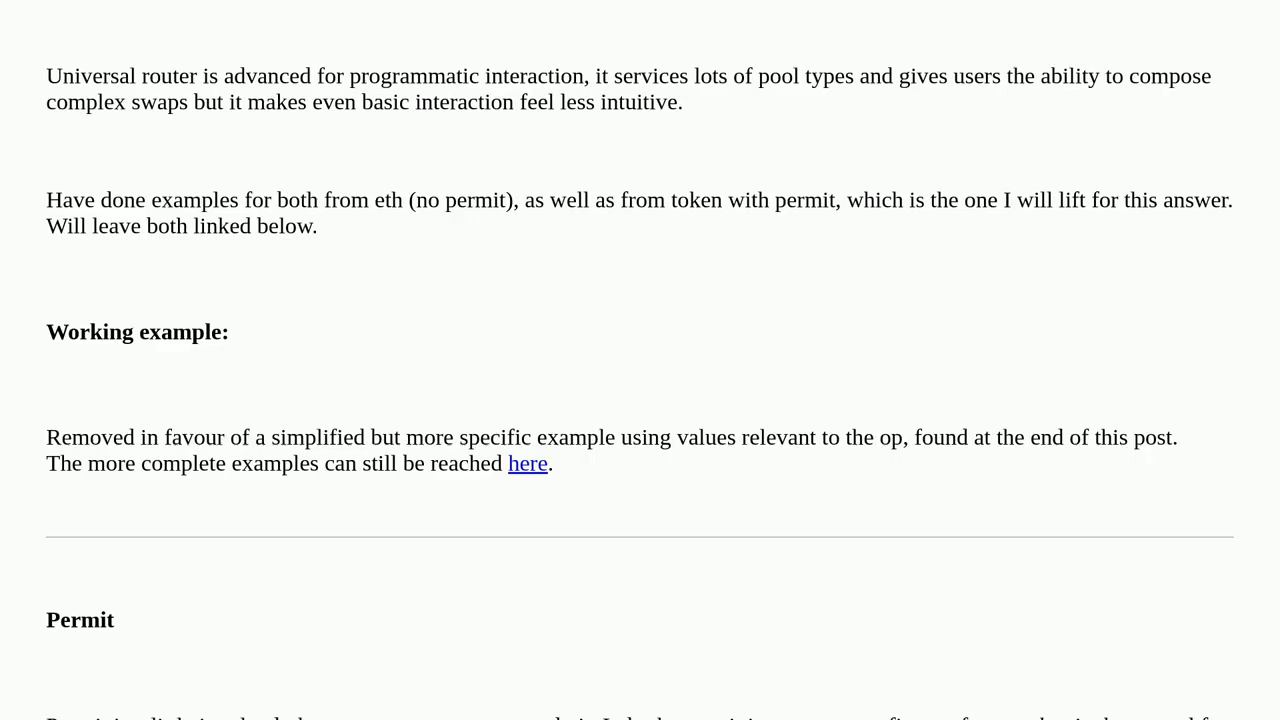 Universal router is advanced for programmatic interaction, it services lots of pool types and gives users the ability to compose
complex swaps but it makes even basic interaction feel less intuitive.
Have done examples for both from eth (no permit), as well as from token with permit, which is the one I will lift for this answer.
Will leave both linked below.
Working example:
Removed in favour of a simplified but more specific example using values relevant to the op, found at the end of this post.
The more complete examples can still be reached here.
Permit